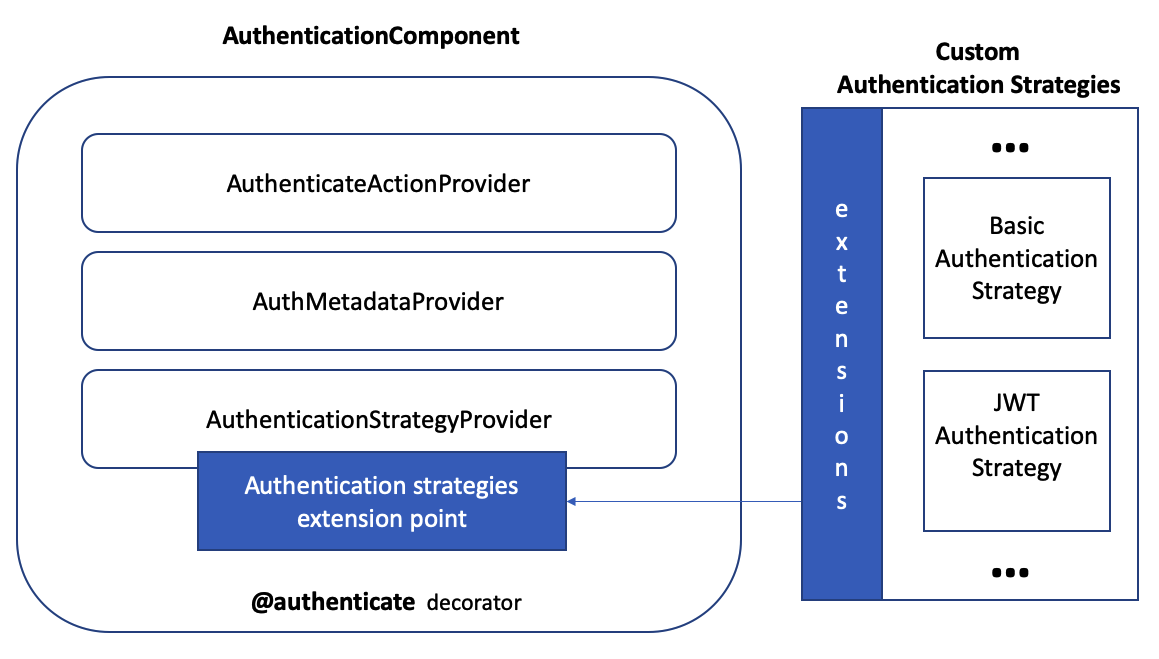 AuthenticationComponent
AuthenticateActionProvider
AuthMetadataProvider
AuthenticationStrategyProvider
Authentication strategies
extension point
@authenticate decorator
Custom
Authentication Strategies
extensions
...
Basic
Authentication
Strategy
JWT
Authentication
Strategy
...